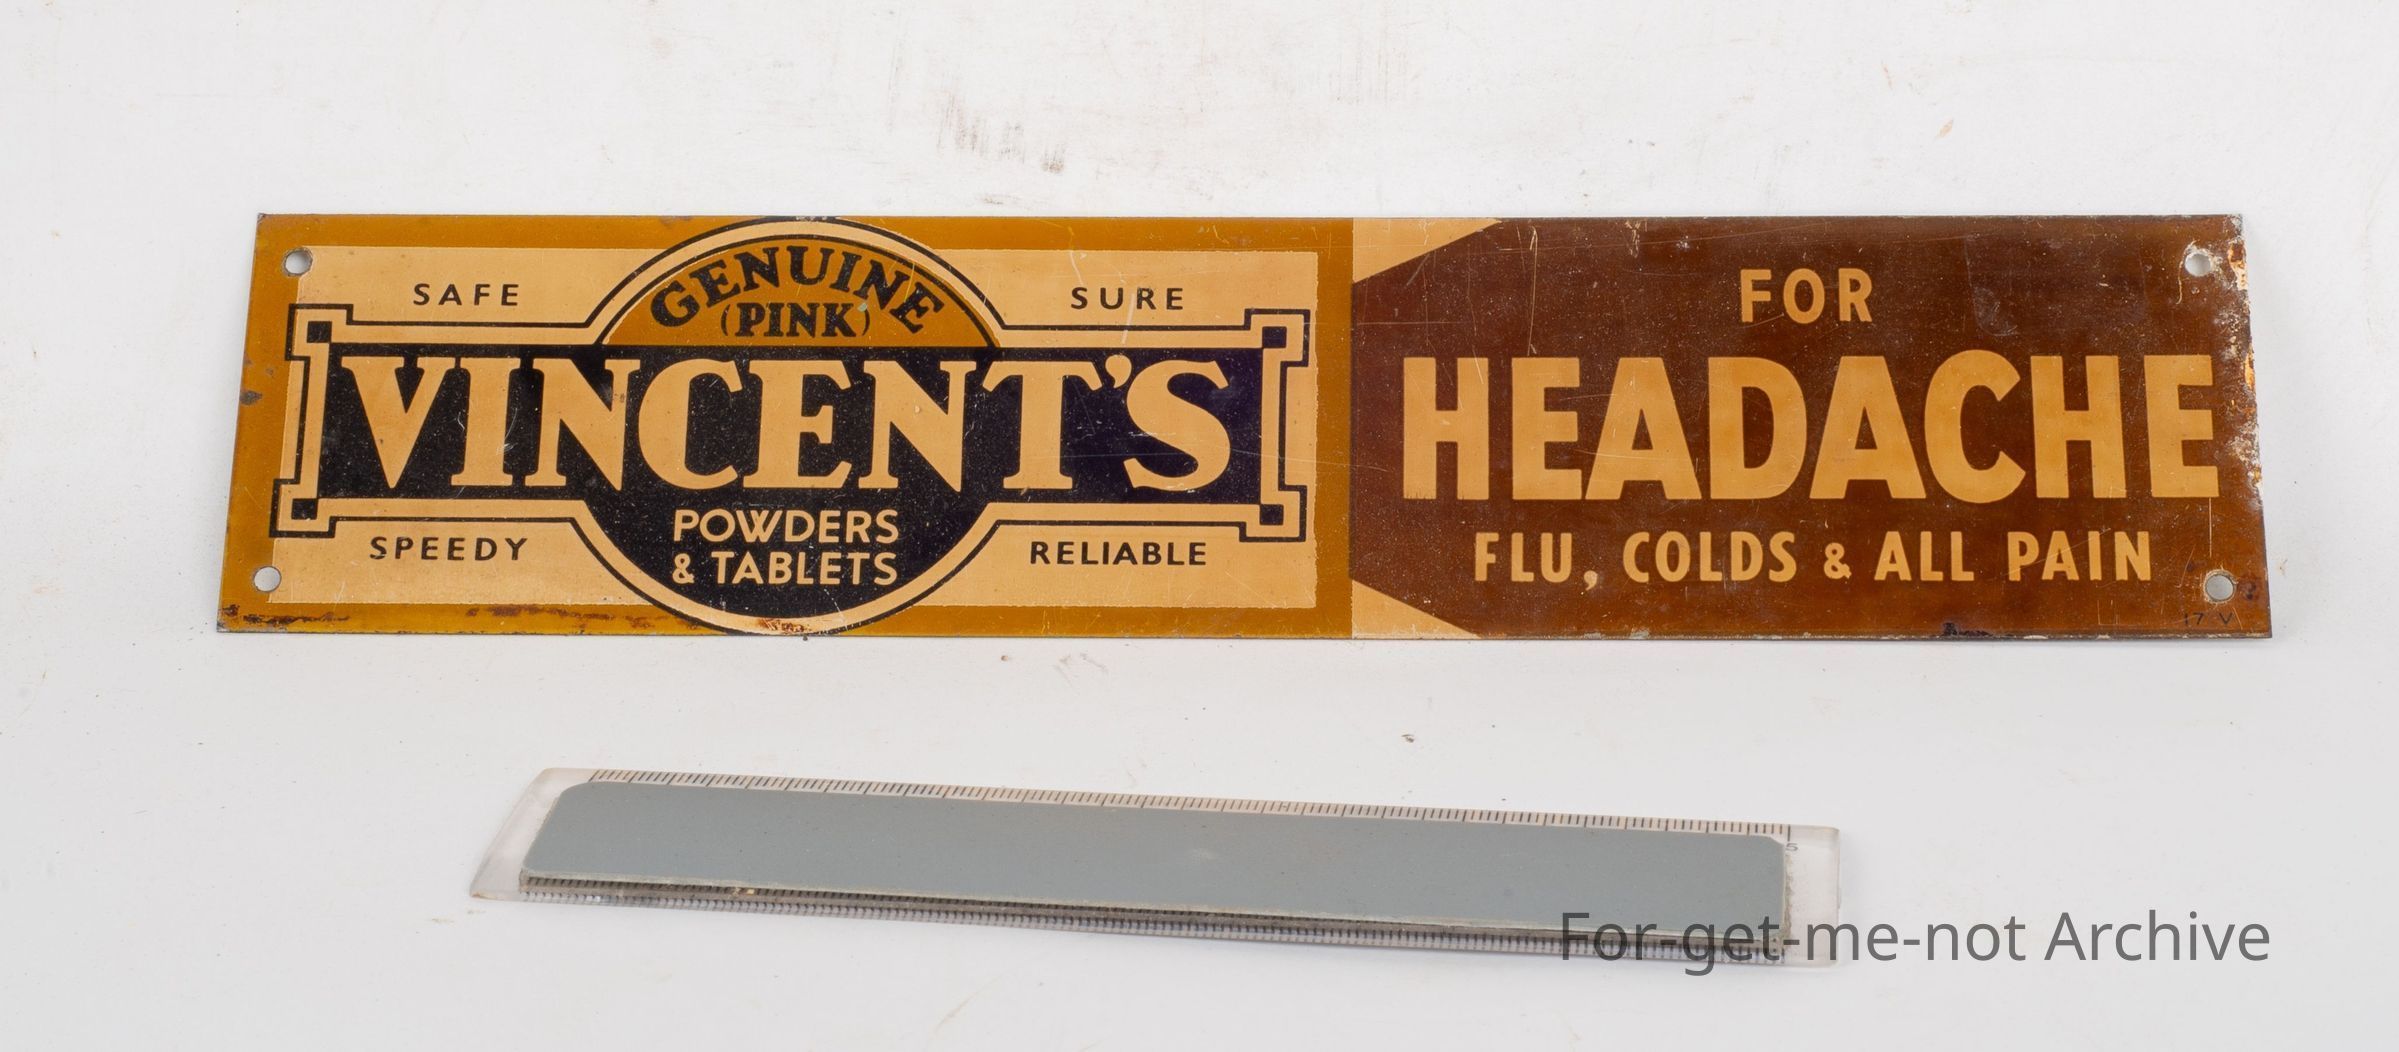 GENUINE
(PINK)
SAFE
SURE
VINCENT'S
SPEEDY
POWDERS
& TABLETS
RELIABLE
FOR
HEADACHE
FLU, COLDS & ALL PAIN
17 V
For-get-me-not Archive